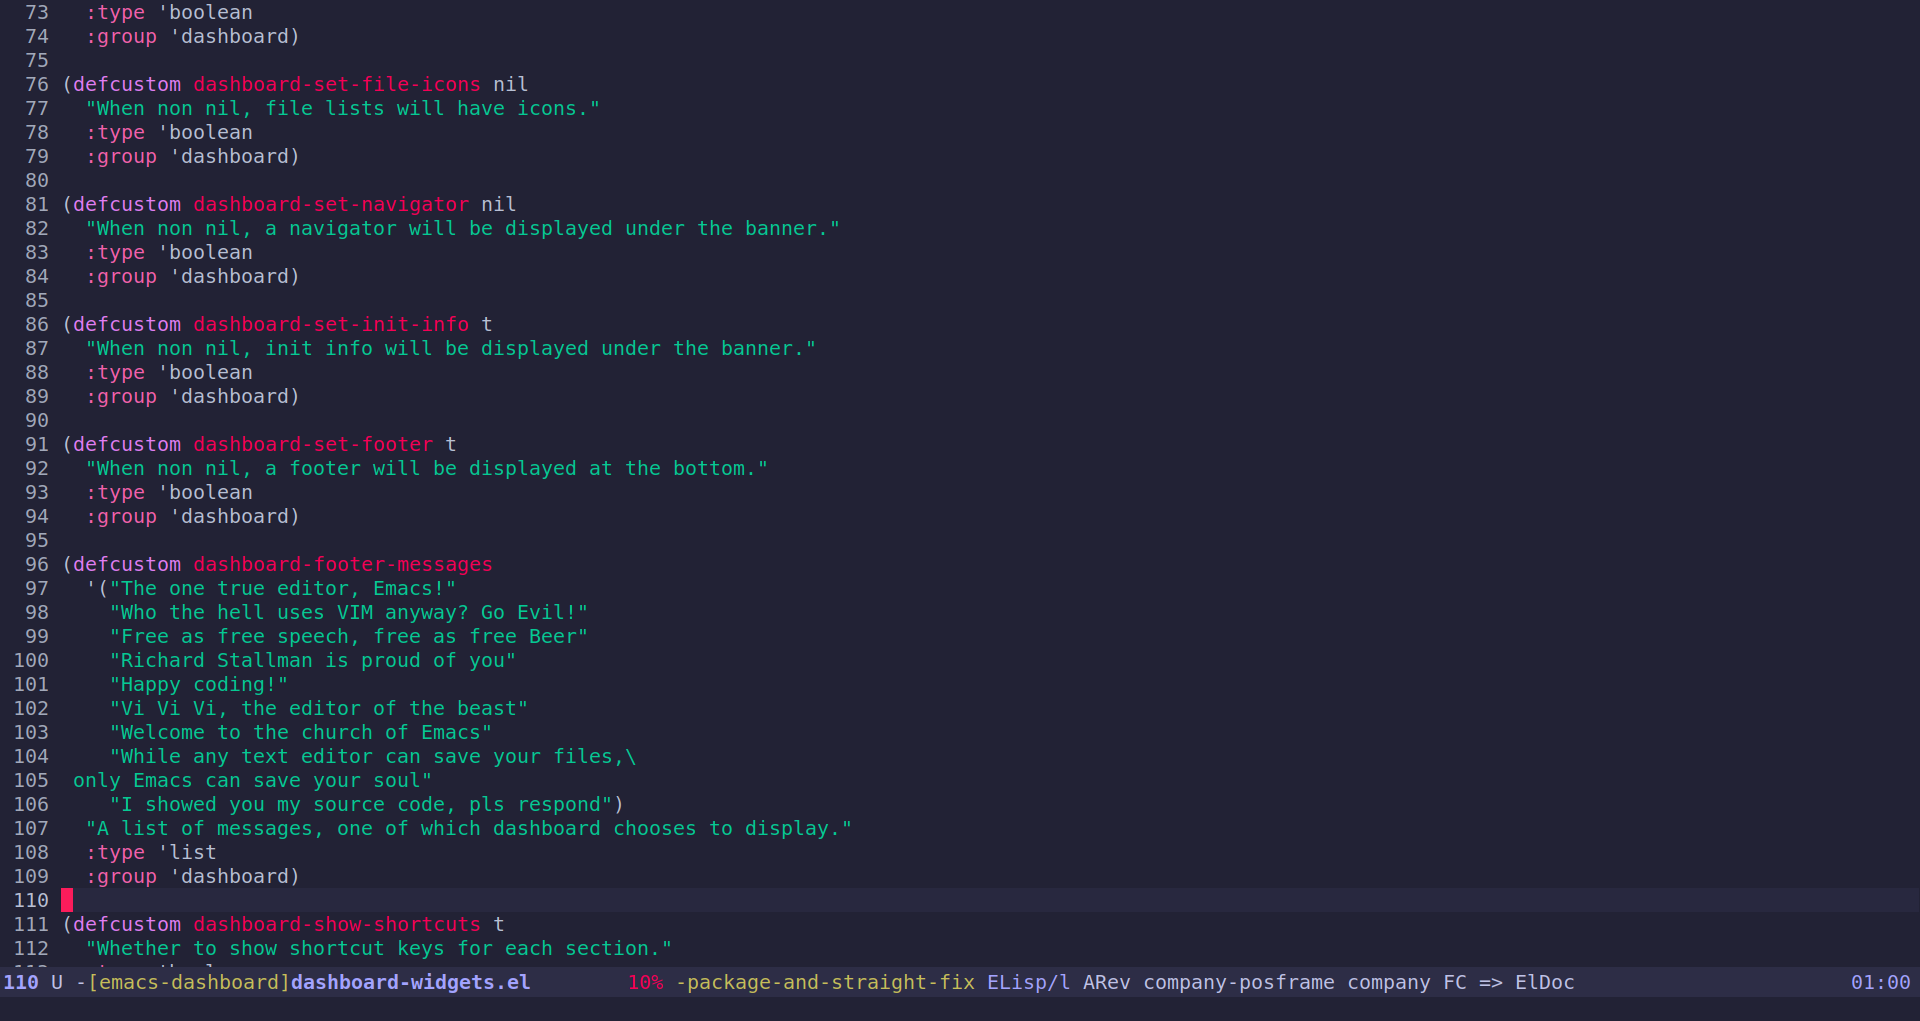 73   :type 'boolean
74   :group 'dashboard)
75
76 (defcustom dashboard-set-file-icons nil
77   "When non nil, file lists will have icons."
78   :type 'boolean
79   :group 'dashboard)
80
81 (defcustom dashboard-set-navigator nil
82   "When non nil, a navigator will be displayed under the banner."
83   :type 'boolean
84   :group 'dashboard)
85
86 (defcustom dashboard-set-init-info t
87   "When non nil, init info will be displayed under the banner."
88   :type 'boolean
89   :group 'dashboard)
90
91 (defcustom dashboard-set-footer t
92   "When non nil, a footer will be displayed at the bottom."
93   :type 'boolean
94   :group 'dashboard)
95
96 (defcustom dashboard-footer-messages
97   '("The one true editor, Emacs!"
98     "Who the hell uses VIM anyway? Go Evil!"
99     "Free as free speech, free as free Beer"
100     "Richard Stallman is proud of you"
101     "Happy coding!"
102     "Vi Vi Vi, the editor of the beast"
103     "Welcome to the church of Emacs"
104     "While any text editor can save your files,\
105  only Emacs can save your soul"
106     "I showed you my source code, pls respond")
107   "A list of messages, one of which dashboard chooses to display."
108   :type 'list
109   :group 'dashboard)
110
111 (defcustom dashboard-show-shortcuts t
112   "Whether to show shortcut keys for each section."
110 U -[emacs-dashboard]dashboard-widgets.el 10% -package-and-straight-fix ELisp/l ARev company-posframe company FC => ElDoc 01:00